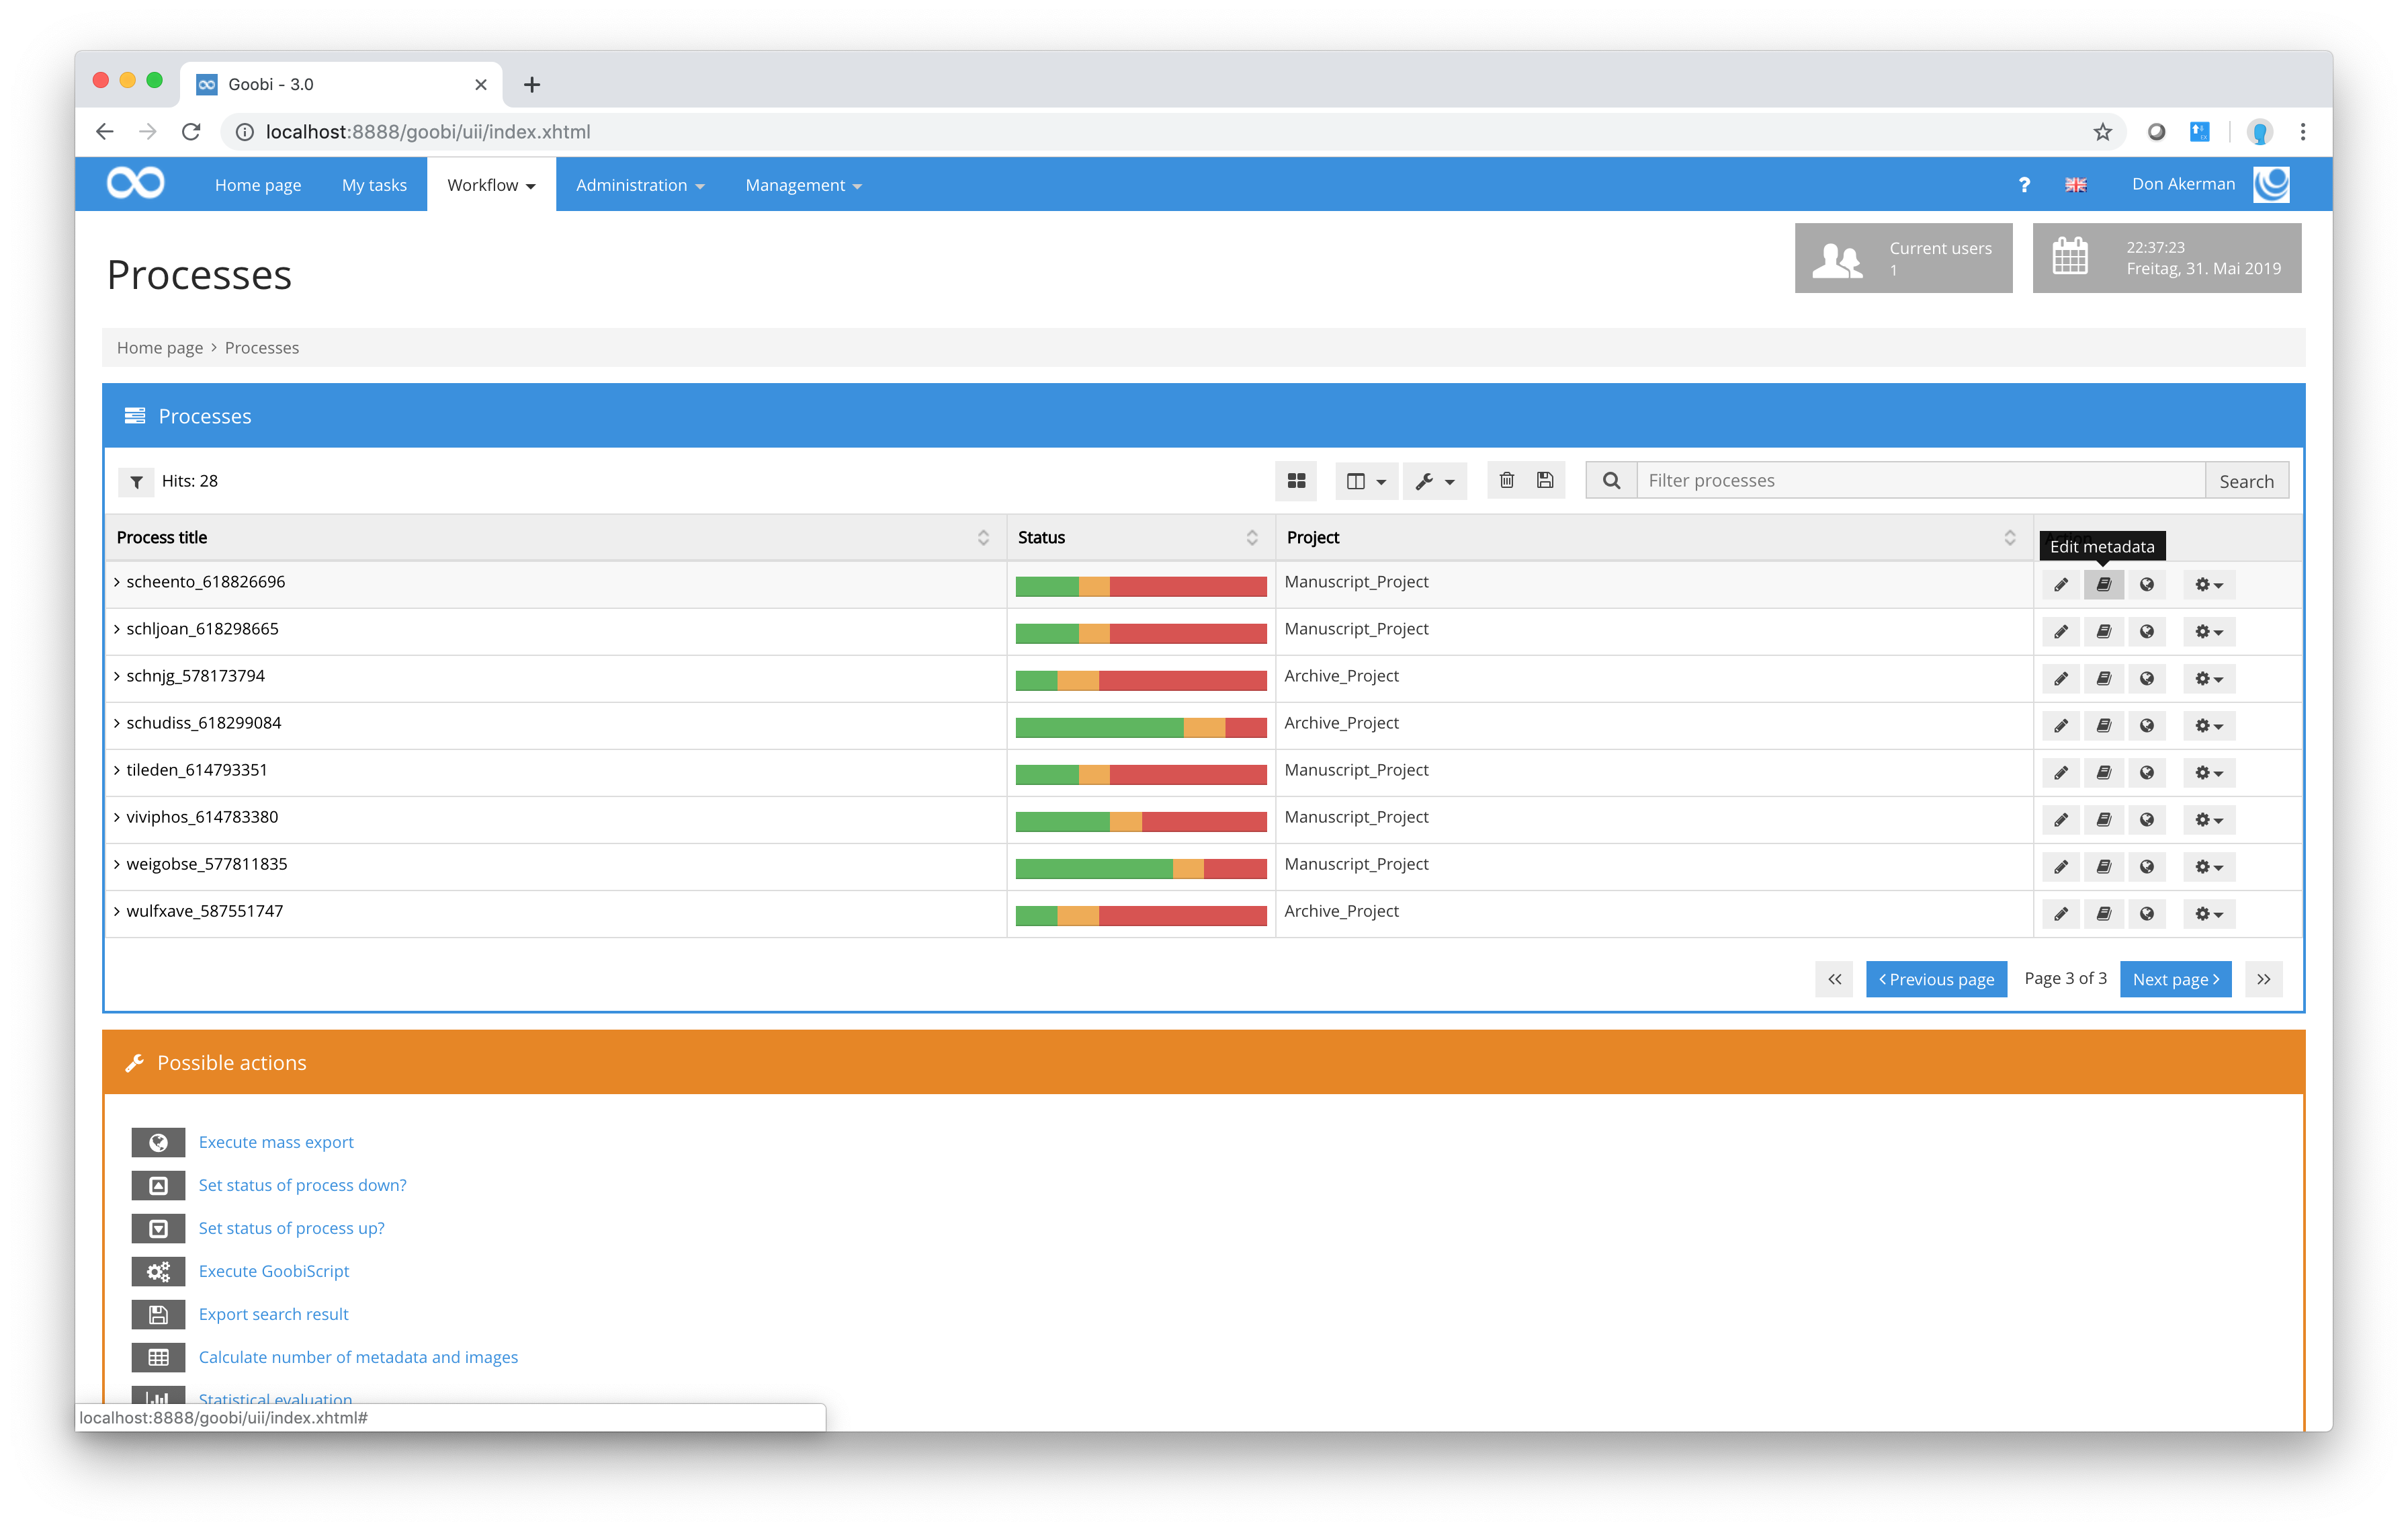 Goobi - 3.0
localhost:8888/goobi/uii/index.xhtml
Home page My tasks Workflow Administration Management ? Don Akerman
Current users
1
22:37:23
Freitag, 31. Mai 2019
Processes
Home page > Processes
Processes
Hits: 28 Filter processes Search
Process title Status Project
Edit metadata
scheento_618826696 Manuscript_Project
schljoan_618298665 Manuscript_Project
schnjg_578173794 Archive_Project
schudiss_618299084 Archive_Project
tileden_614793351 Manuscript_Project
viviphos_614783380 Manuscript_Project
weigobse_577811835 Manuscript_Project
wulfxave_587551747 Archive_Project
Previous page Page 3 of 3 Next page
Possible actions
Execute mass export
Set status of process down?
Set status of process up?
Execute GoobiScript
Export search result
Calculate number of metadata and images
Statistical evaluation
localhost:8888/goobi/uii/index.xhtml#